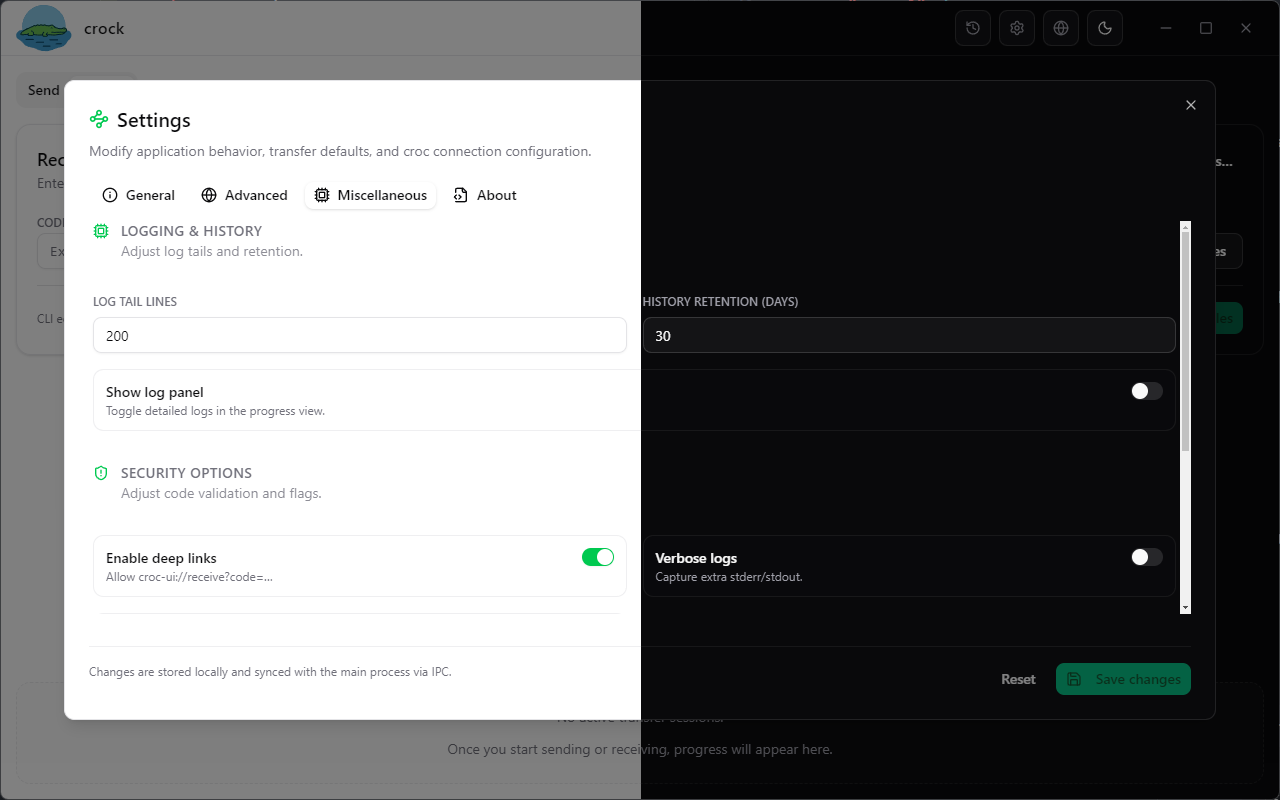 crock
Send
Rec
Ente
CODE
Ex
CLI e
Settings
Modify application behavior, transfer defaults, and croc connection configuration.
General
Advanced
Miscellaneous
About
LOGGING & HISTORY
Adjust log tails and retention.
LOG TAIL LINES
HISTORY RETENTION (DAYS)
200
30
Show log panel
Toggle detailed logs in the progress view.
SECURITY OPTIONS
Adjust code validation and flags.
Enable deep links
Allow croc-ui://receive?code=...
Verbose logs
Capture extra stderr/stdout.
Changes are stored locally and synced with the main process via IPC.
Reset
Save changes
No active transfer sessions.
Once you start sending or receiving, progress will appear here.